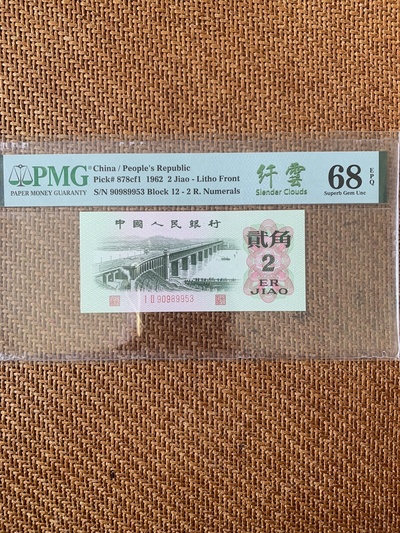 PMG
PAPER MONEY GUARANTY
China / People's Republic
Pick# 878cf1 1962 2 Jiao - Litho Front
S/N 90989953 Block 12 - 2 R. Numerals
纤雲
Slender Clouds
68 EPQ
Superb Gem Unc
中國人民銀行
貳角
2
ER
JIAO
I II 90989953